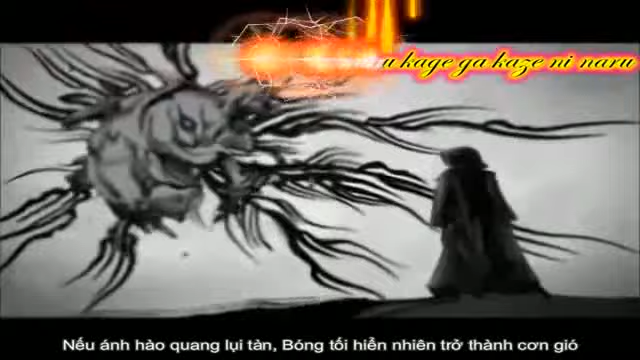 u kage ga kaze ni naru
Nếu ánh hào quang lụi tàn, Bóng tối hiển nhiên trở thành cơn gió